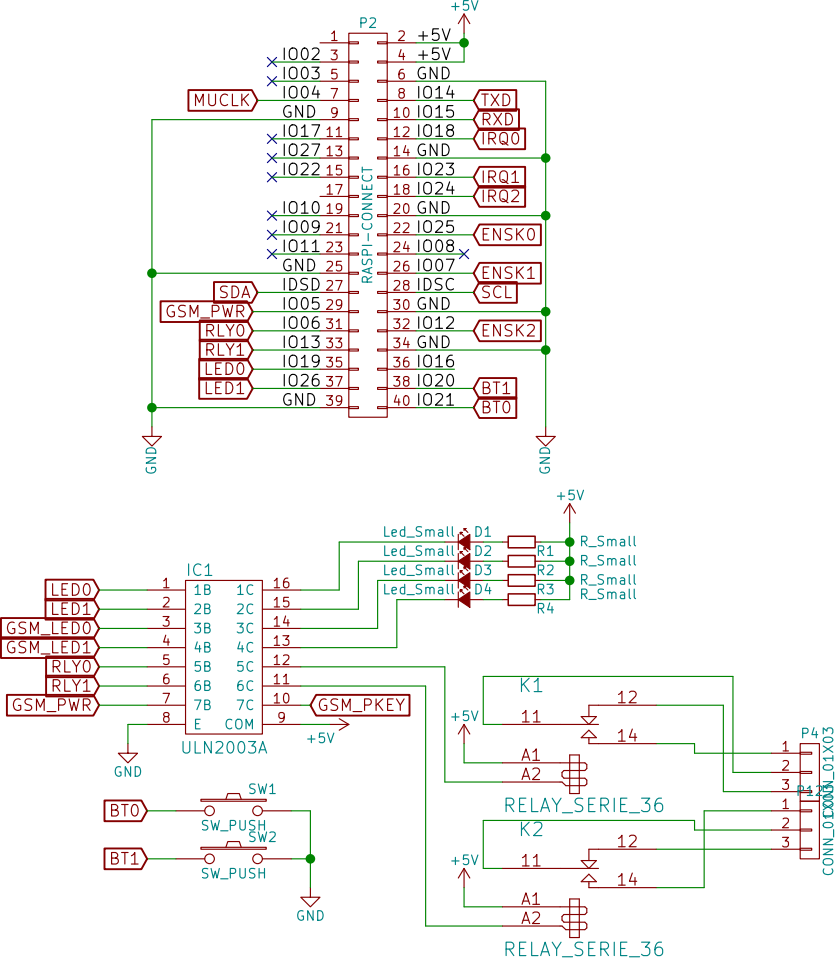 +5V
P2
1 2 +5V
IO02 3 4 +5V
IO03 5 6 GND
MUCLK IO04 7 8 IO14 TXD
GND 9 10 IO15 RXD
IO17 11 12 IO18 IRQ0
IO27 13 14 GND
IO22 15 16 IO23 IRQ1
17 18 IO24 IRQ2
IO10 19 20 GND
IO09 21 22 IO25 ENSK0
IO11 23 24 IO08
GND 25 26 IO07 ENSK1
SDA IDSD 27 28 IDSC SCL
GSM_PWR IO05 29 30 GND
RLY0 IO06 31 32 IO12 ENSK2
RLY1 IO13 33 34 GND
LED0 IO19 35 36 IO16
LED1 IO26 37 38 IO20 BT1
GND 39 40 IO21 BT0
RASPI-CONNECT
GND
GND
+5V
Led_Small D1 R_Small
Led_Small D2 R1 R_Small
Led_Small D3 R2 R_Small
Led_Small D4 R3 R_Small
R4
IC1
LED0 1 1B 1C 16
LED1 2 2B 2C 15
GSM_LED0 3 3B 3C 14
GSM_LED1 4 4B 4C 13
RLY0 5 5B 5C 12
RLY1 6 6B 6C 11
GSM_PWR 7 7B 7C 10 GSM_PKEY
8 E COM 9
+5V
ULN2003A
GND
K1
12
+5V 11
14
A1
A2
RELAY_SERIE_36
P4
1
2
3
CONN_01X03
P12
1
2
3
CONN_01X03
SW1
BT0
SW_PUSH
SW2
BT1
SW_PUSH
GND
K2
12
+5V 11
14
A1
A2
RELAY_SERIE_36